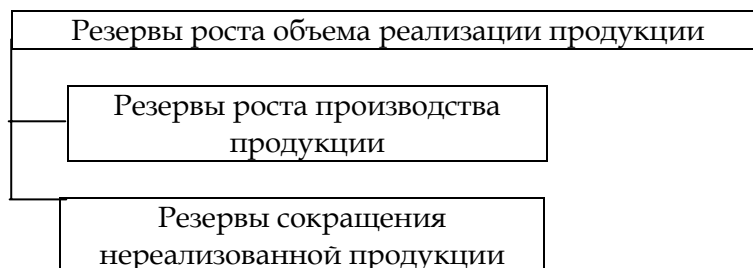 Резервы роста объема реализации продукции
Резервы роста производства
продукции
Резервы сокращения
нереализованной продукции